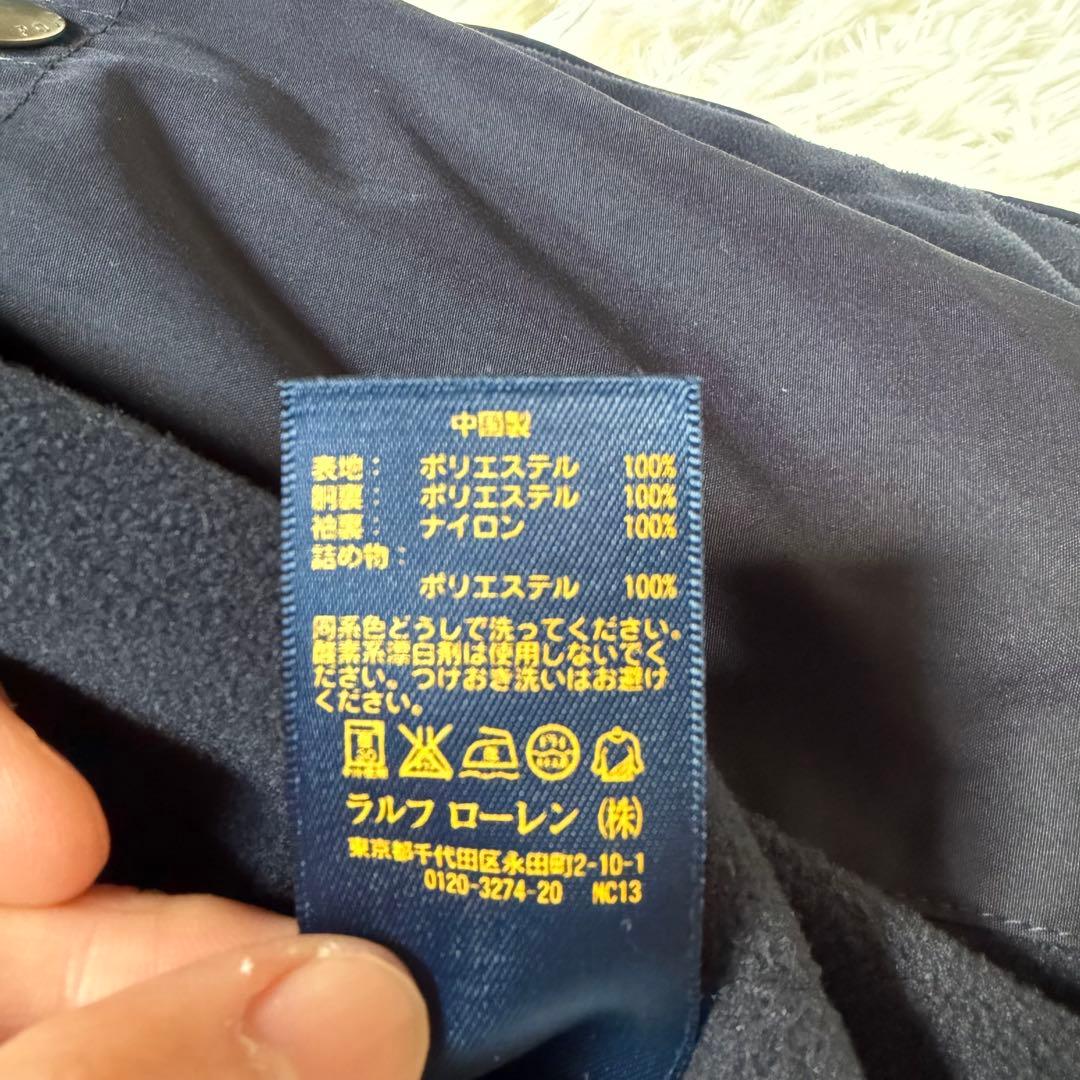 中国製
表地： ポリエステル 100%
胴裏： ポリエステル 100%
袖裏： ナイロン 100%
詰め物：
ポリエステル 100%
同系色どうしで洗ってください。
酸素系漂白剤は使用しないでく
ださい。つけおき洗いはお避け
ください。
ラルフ ローレン (株)
東京都千代田区永田町2-10-1
0120-3274-20 MC13